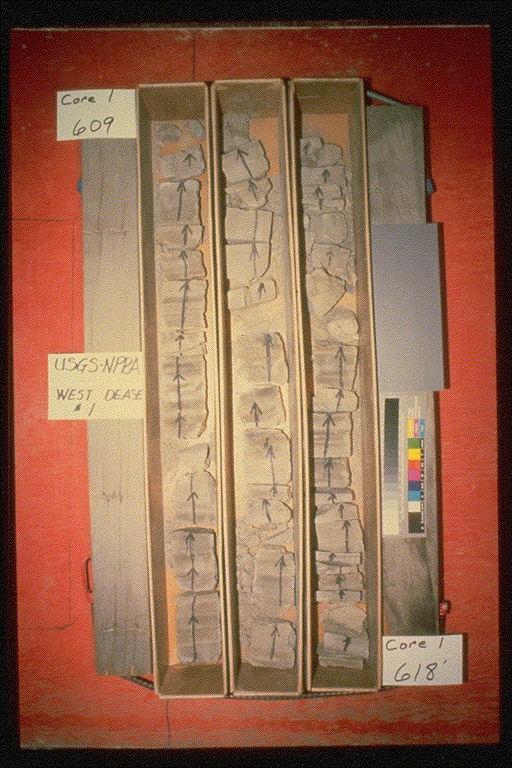 Core 1
609
USGS-NPRA
WEST DEASE
#1
Core 1
618'